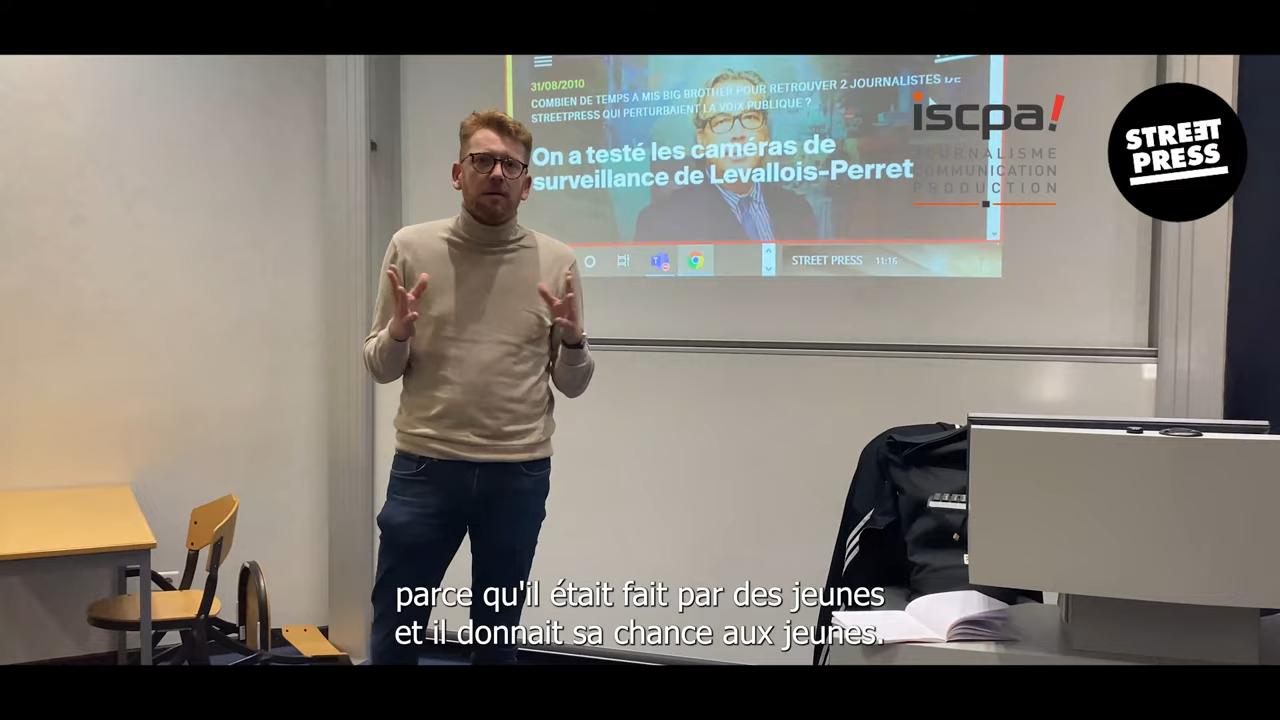 31/08/2010
COMBIEN DE TEMPS A MIS BIG BROTHER POUR RETROUVER 2 JOURNALISTES DE
STREETPRESS QUI PERTURBAIENT LA VOIX PUBLIQUE ?
On a testé les caméras de
surveillance de Levallois-Perret
STREET PRESS 11:16
iscpa!
JOURNALISME
COMMUNICATION
PRODUCTION
STREET
PRESS
parce qu'il était fait par des jeunes
et il donnait sa chance aux jeunes.